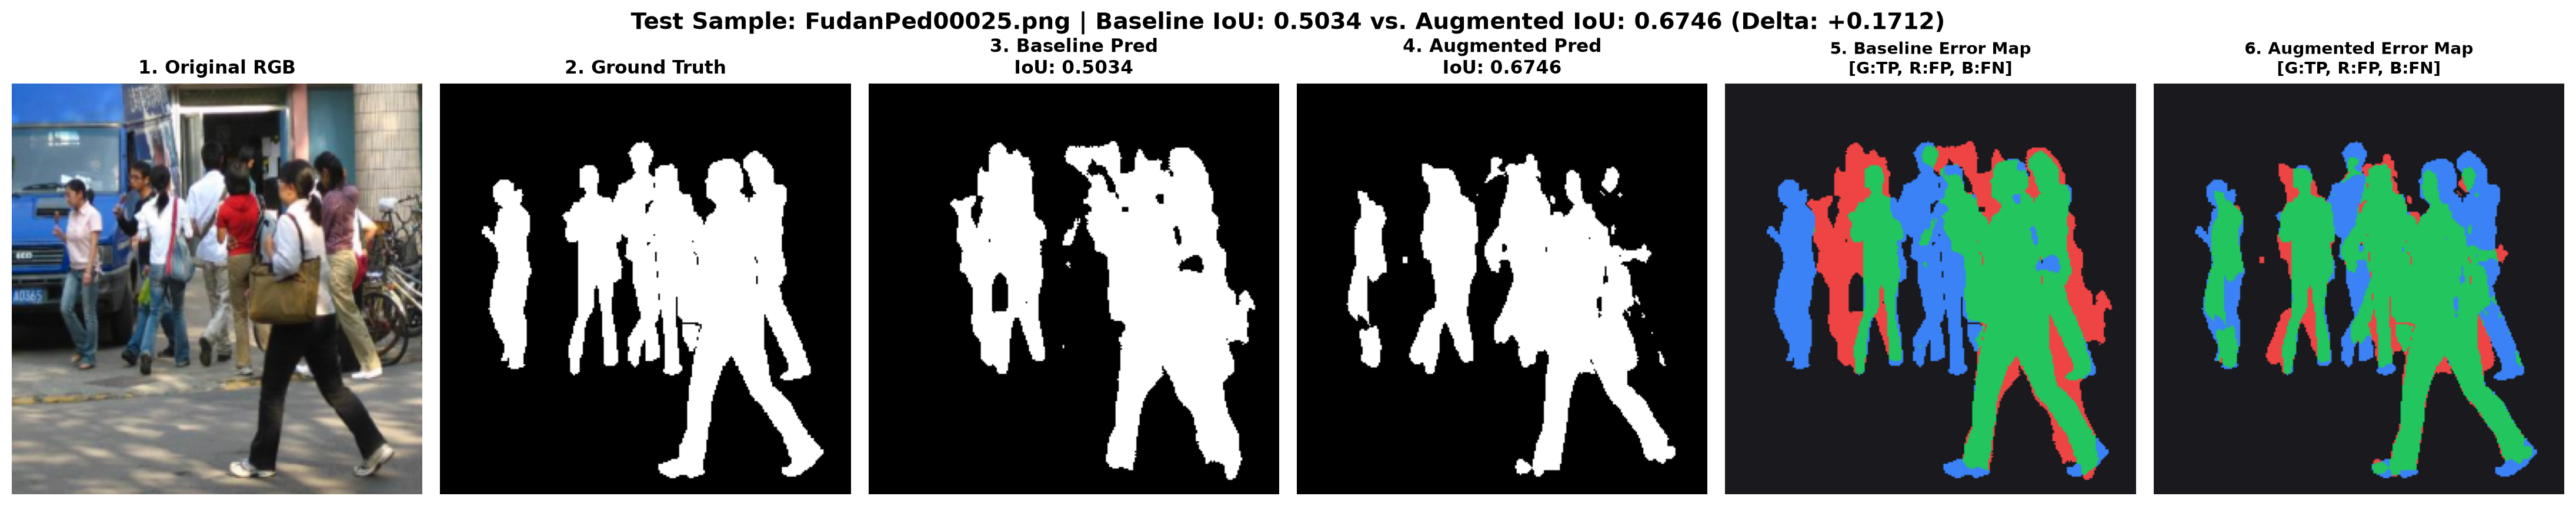 Test Sample: FudanPed00025.png | Baseline IoU: 0.5034 vs. Augmented IoU: 0.6746 (Delta: +0.1712)
1. Original RGB
2. Ground Truth
3. Baseline Pred
IoU: 0.5034
4. Augmented Pred
IoU: 0.6746
5. Baseline Error Map
[G:TP, R:FP, B:FN]
6. Augmented Error Map
[G:TP, R:FP, B:FN]
A0365